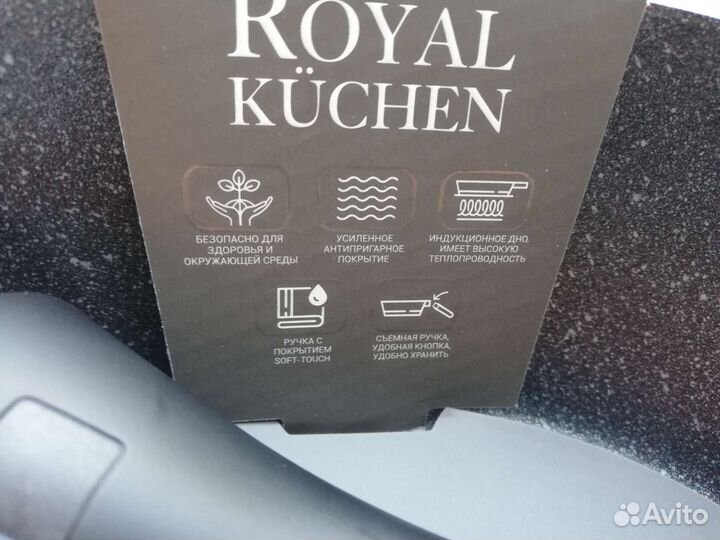 ROYAL
KÜCHEN
БЕЗОПАСНО ДЛЯ
ЗДОРОВЬЯ И
ОКРУЖАЮЩЕЙ СРЕДЫ
УСИЛЕННОЕ
АНТИПРИГАРНОЕ
ПОКРЫТИЕ
ИНДУКЦИОННОЕ ДНО,
ИМЕЕТ ВЫСОКУЮ
ТЕПЛОПРОВОДНОСТЬ
РУЧКА С
ПОКРЫТИЕМ
SOFT-TOUCH
СЪЕМНАЯ РУЧКА,
УДОБНАЯ КНОПКА,
УДОБНО ХРАНИТЬ
Avito